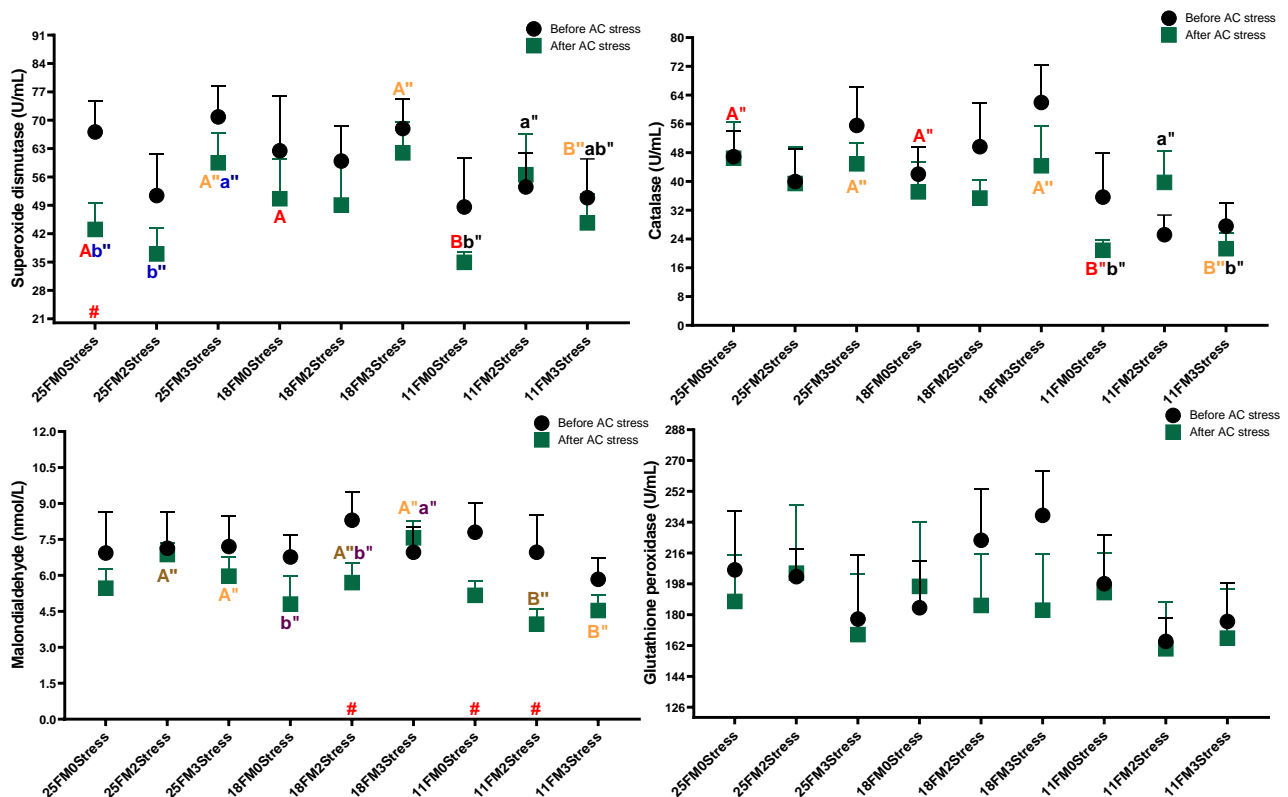 Before AC stress
After AC stress
Superoxide dismutase (U/mL)
91
84
77
70
63
56
49
42
35
28
21
Ab"
b"
A"a"
A
A"
Bb"
a"
B"ab"
#
25FM0Stress
25FM2Stress
25FM3Stress
18FM0Stress
18FM2Stress
18FM3Stress
11FM0Stress
11FM2Stress
11FM3Stress
Before AC stress
After AC stress
Catalase (U/mL)
80
72
64
56
48
40
32
24
16
8
0
A"
A"
A"
A"
B"b"
a"
B"b"
25FM0Stress
25FM2Stress
25FM3Stress
18FM0Stress
18FM2Stress
18FM3Stress
11FM0Stress
11FM2Stress
11FM3Stress
Before AC stress
After AC stress
Malondialdehyde (nmol/L)
12.0
10.5
9.0
7.5
6.0
4.5
3.0
1.5
0.0
A"
A"
b"
A"b"
A"a"
B"
B"
#
#
#
25FM0Stress
25FM2Stress
25FM3Stress
18FM0Stress
18FM2Stress
18FM3Stress
11FM0Stress
11FM2Stress
11FM3Stress
Before AC stress
After AC stress
Glutathione peroxidase (U/mL)
288
270
252
234
216
198
180
162
144
126
25FM0Stress
25FM2Stress
25FM3Stress
18FM0Stress
18FM2Stress
18FM3Stress
11FM0Stress
11FM2Stress
11FM3Stress